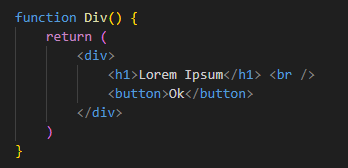 function Div() {
    return (
        <div>
            <h1>Lorem Ipsum</h1> <br />
            <button>Ok</button>
        </div>
    )
}